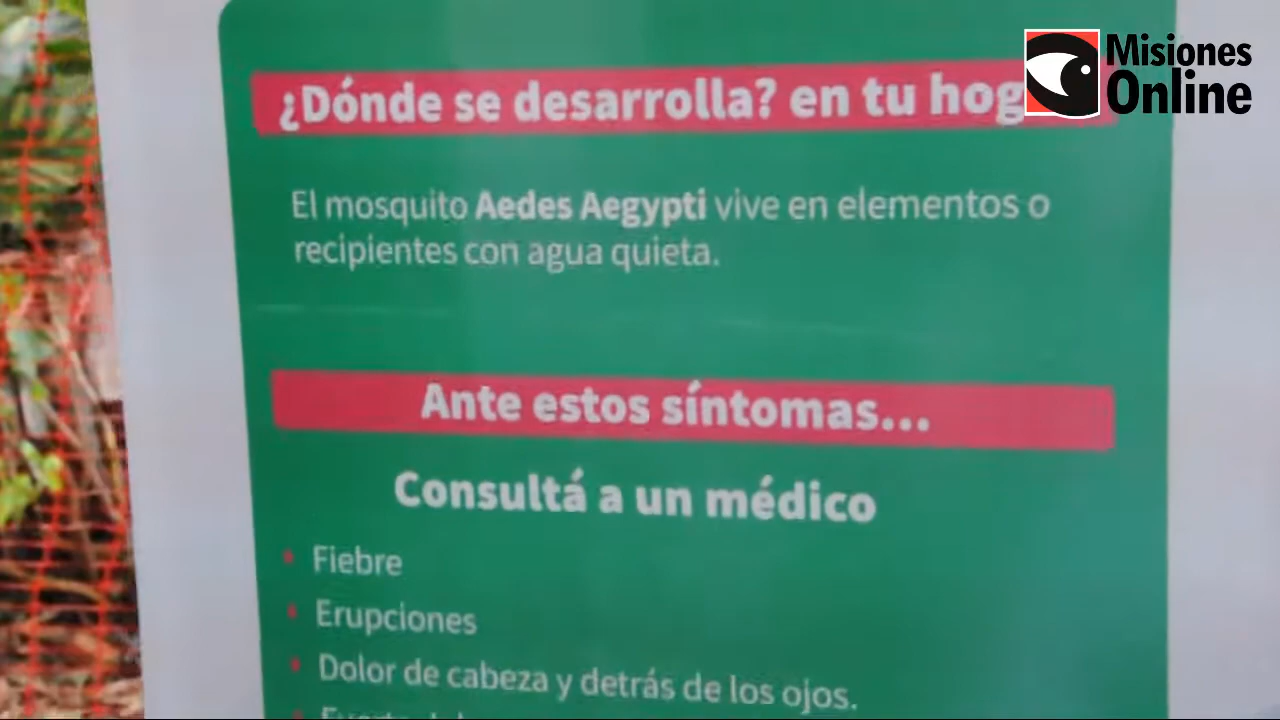 Misiones
Online
¿Dónde se desarrolla? en tu hog
El mosquito Aedes Aegypti vive en elementos o
recipientes con agua quieta.
Ante estos síntomas...
Consultá a un médico
Fiebre
Erupciones
Dolor de cabeza y detrás de los ojos.